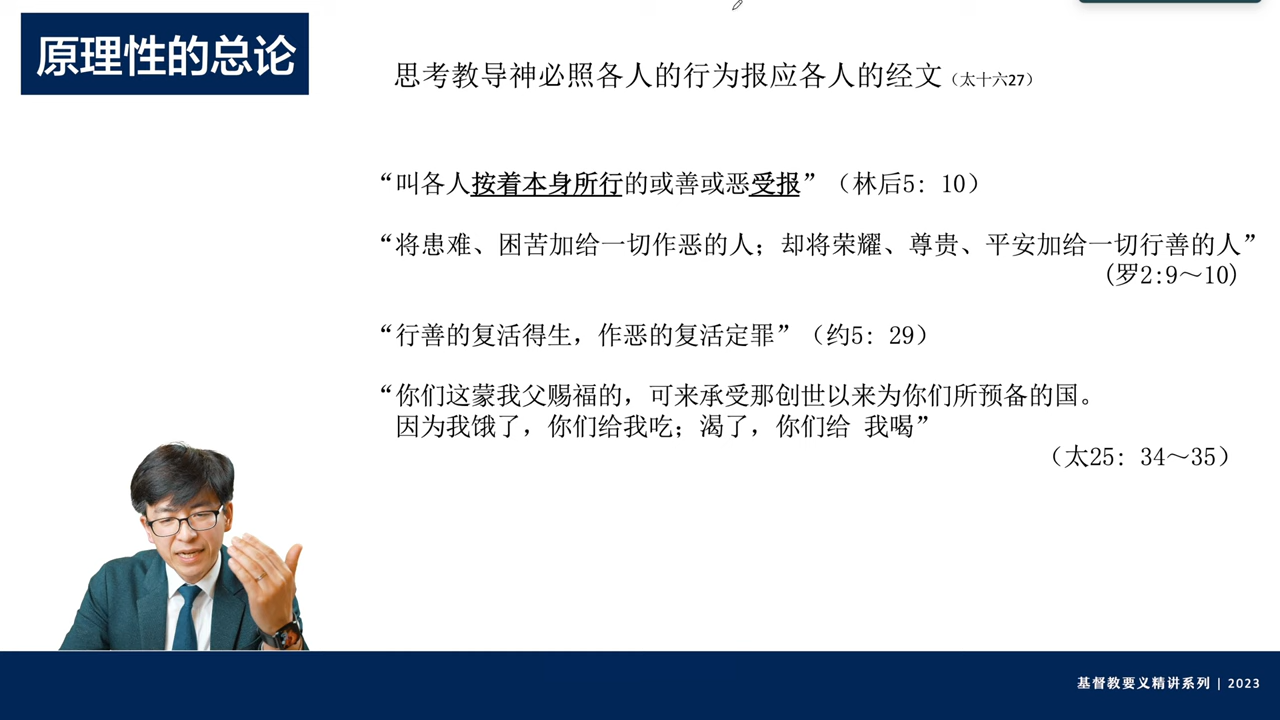 原理性的总论
思考教导神必照各人的行为报应各人的经文（太十六27）
“叫各人按着本身所行的或善或恶受报”（林后5: 10）
“将患难、困苦加给一切作恶的人；却将荣耀、尊贵、平安加给一切行善的人”
(罗2:9～10)
“行善的复活得生，作恶的复活定罪”（约5: 29）
“你们这蒙我父赐福的，可来承受那创世以来为你们所预备的国。
因为我饿了，你们给我吃；渴了，你们给 我喝”
（太25: 34～35）
基督教要义精讲系列 | 2023